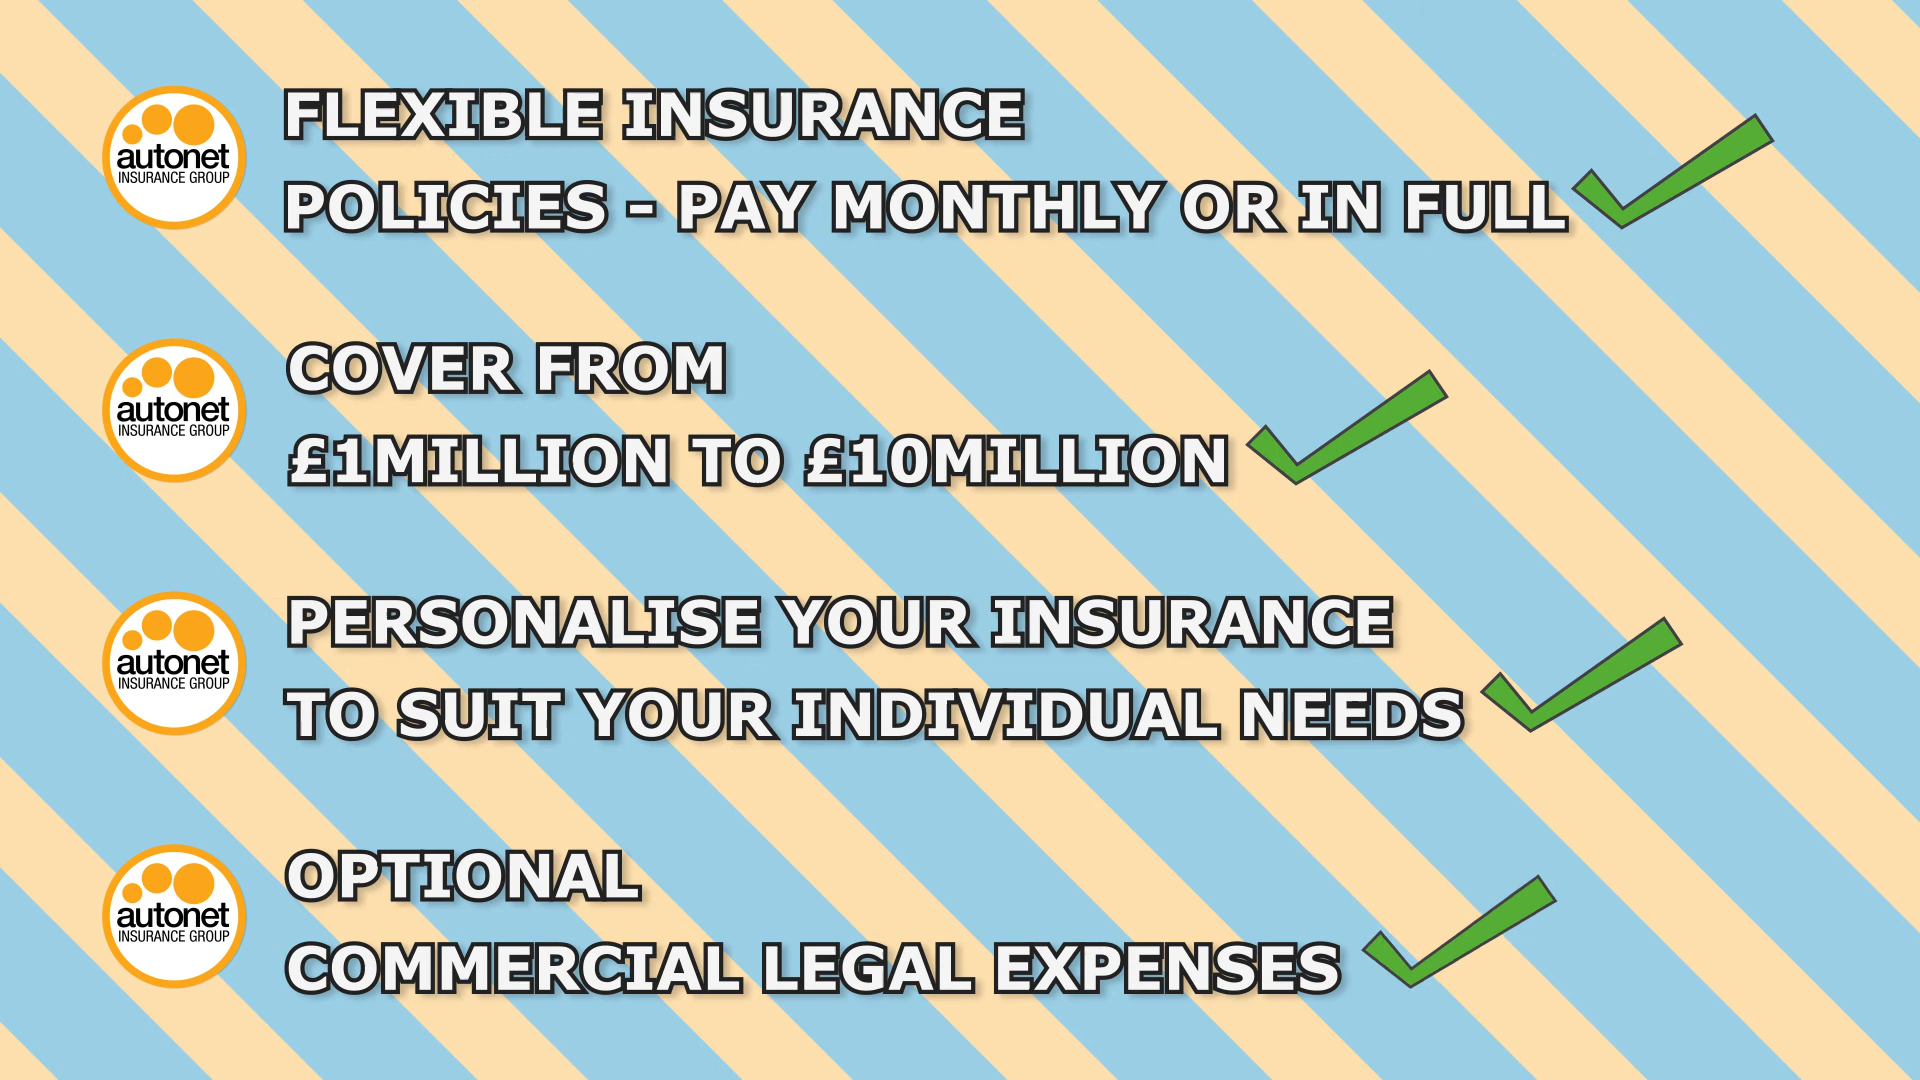 autonet
INSURANCE GROUP
FLEXIBLE INSURANCE
POLICIES - PAY MONTHLY OR IN FULL
autonet
INSURANCE GROUP
COVER FROM
£1MILLION TO £10MILLION
autonet
INSURANCE GROUP
PERSONALISE YOUR INSURANCE
TO SUIT YOUR INDIVIDUAL NEEDS
autonet
INSURANCE GROUP
OPTIONAL
COMMERCIAL LEGAL EXPENSES